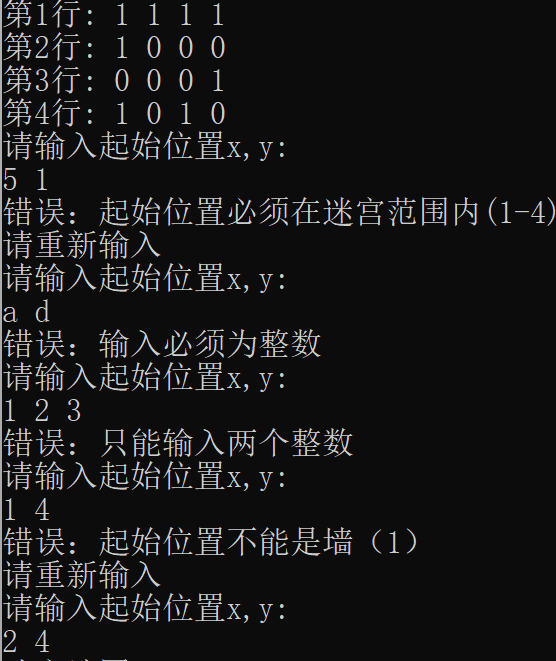 第1行: 1 1 1 1
第2行: 1 0 0 0
第3行: 0 0 0 1
第4行: 1 0 1 0
请输入起始位置x,y:
5 1
错误: 起始位置必须在迷宫范围内(1-4)
请重新输入
请输入起始位置x,y:
a d
错误: 输入必须为整数
请输入起始位置x,y:
1 2 3
错误: 只能输入两个整数
请输入起始位置x,y:
1 4
错误: 起始位置不能是墙（1）
请重新输入
请输入起始位置x,y:
2 4